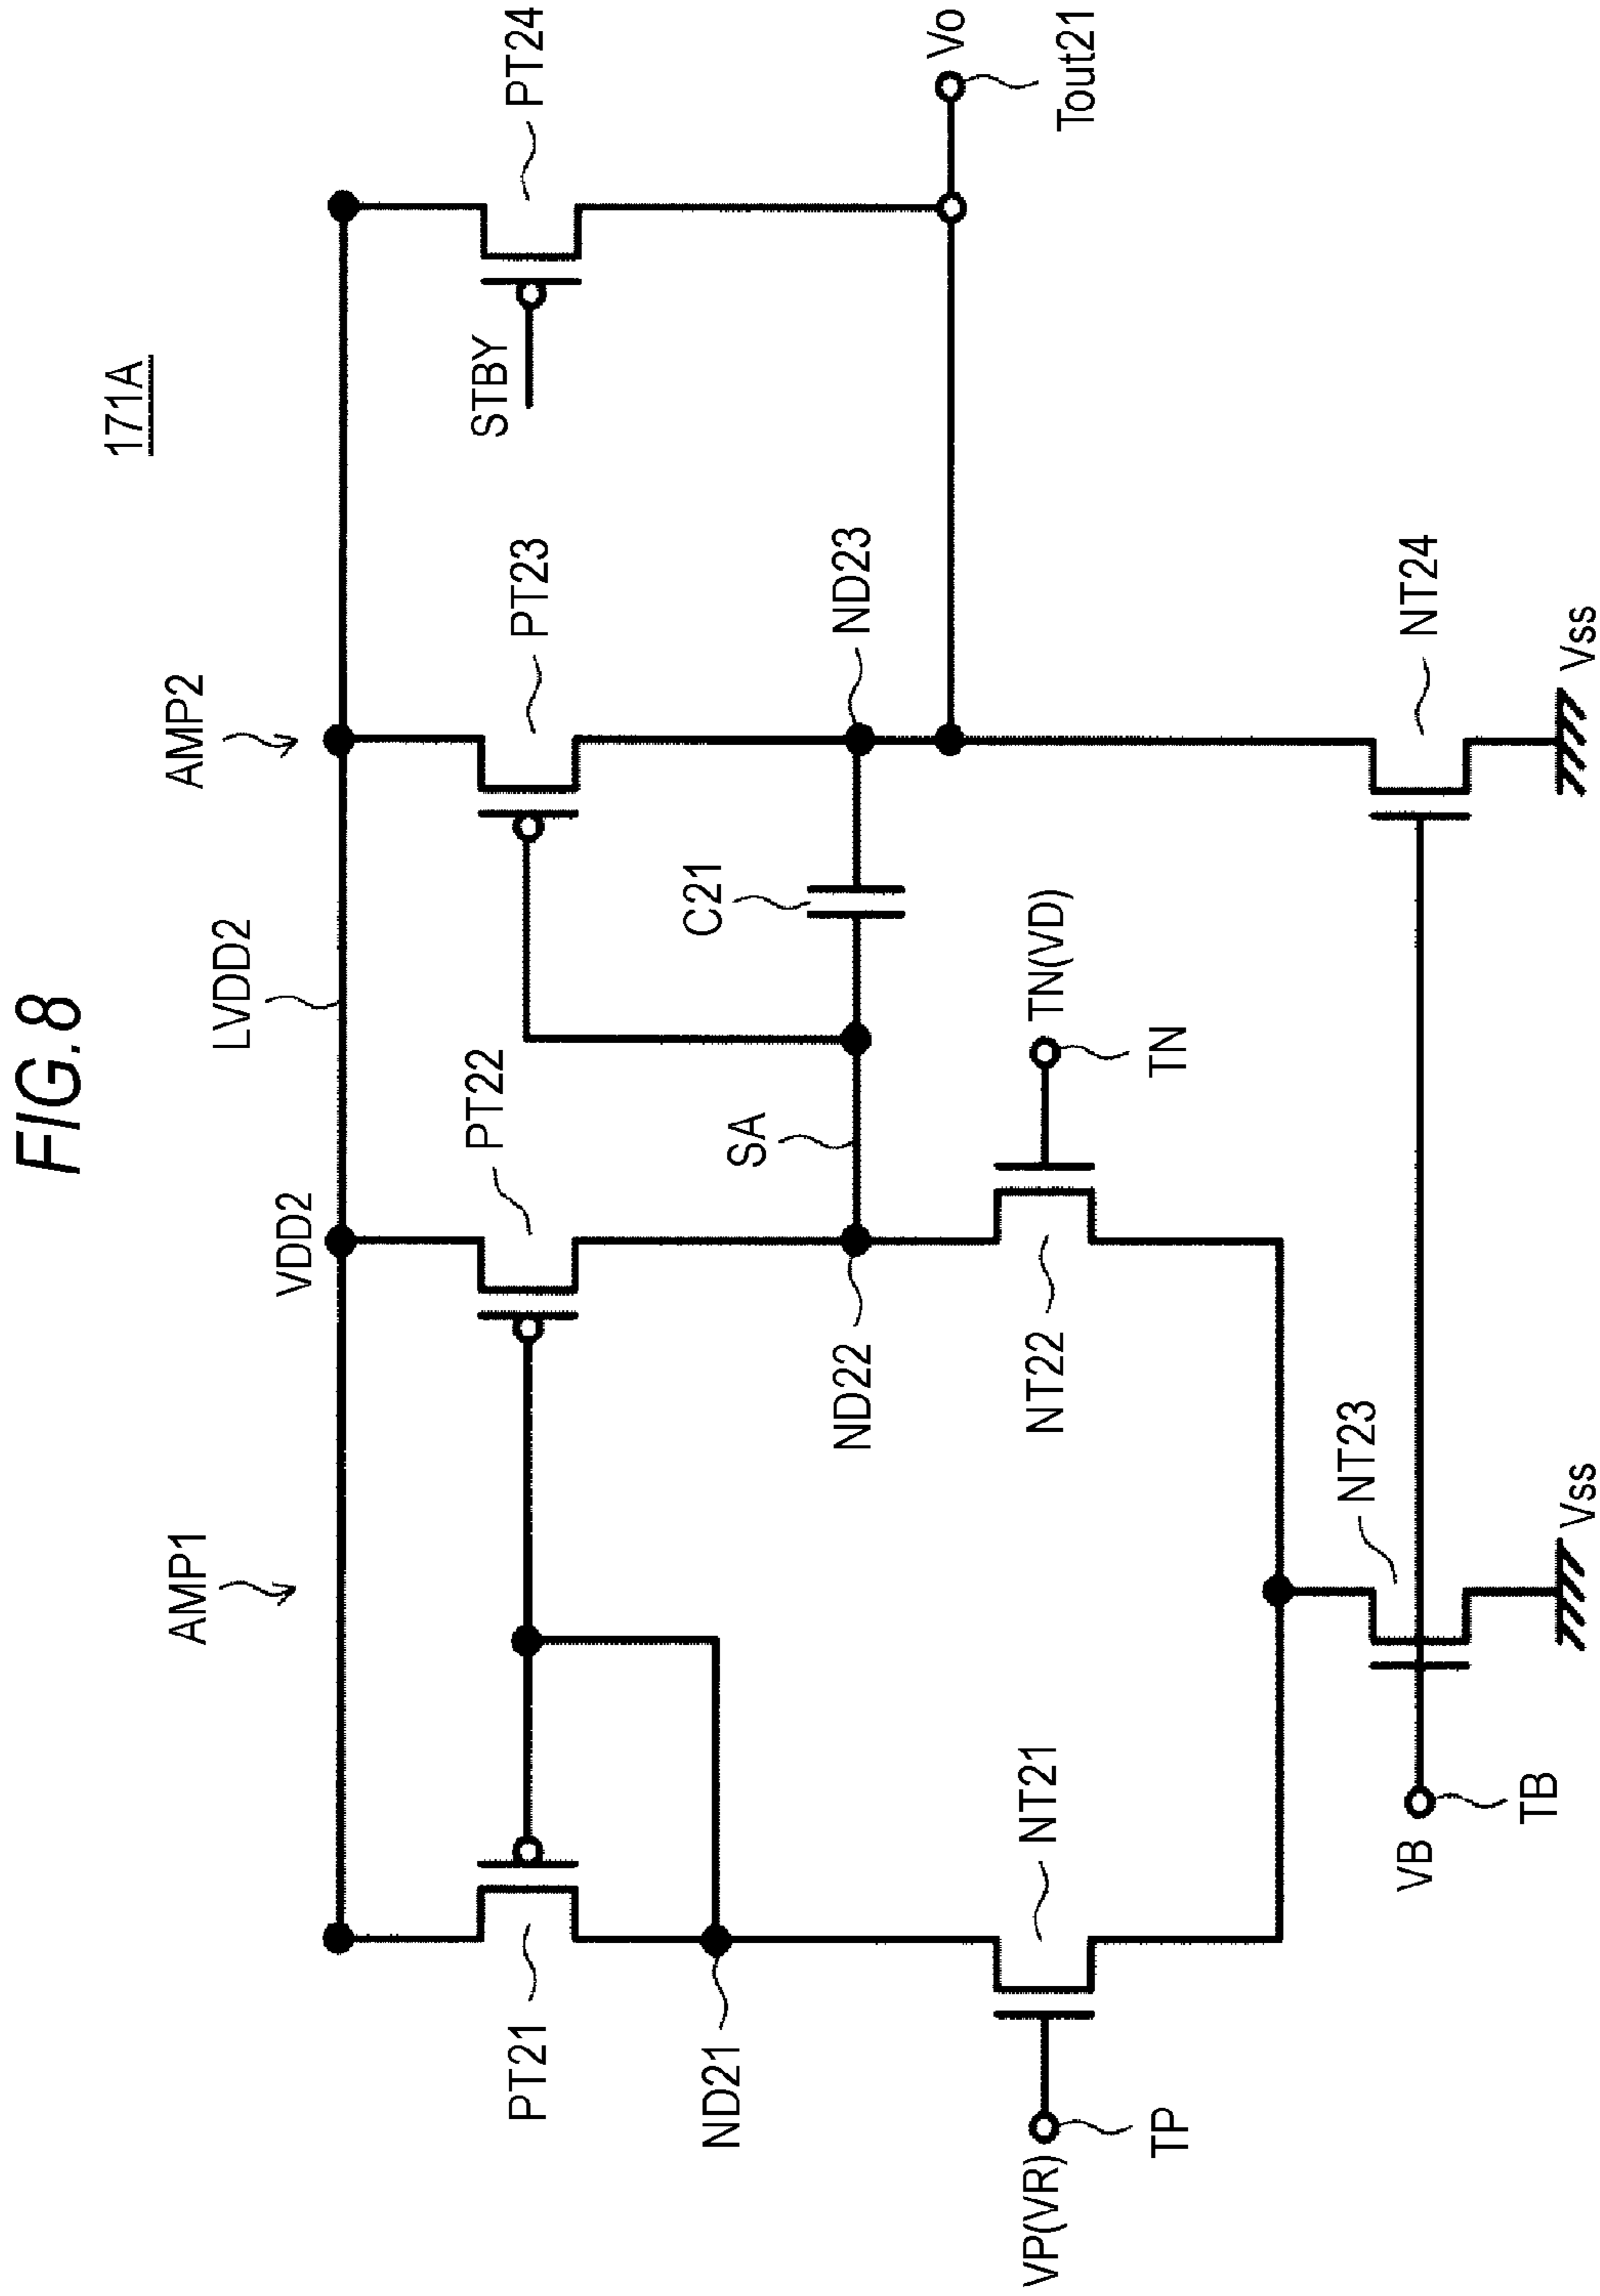 FIG.8
171A
AMP1
AMP2
VDD2
LVDD2
PT21
PT22
PT23
STBY
PT24
ND21
SA
C21
ND22
ND23
Vo
Tout21
VP(VR)
TP
NT21
NT22
TN(VD)
TN
NT23
NT24
VB
TB
Vss
Vss